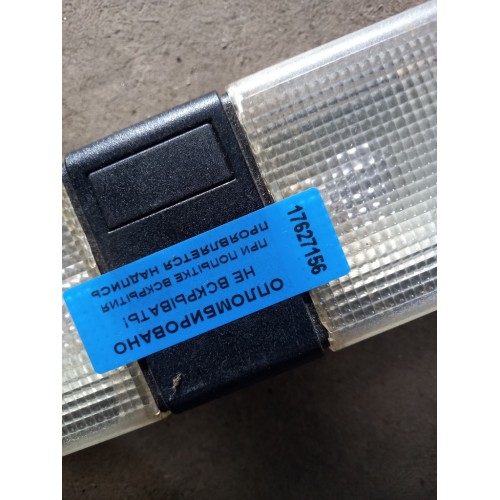 ОПЛОМБИРОВАНО
НЕ ВСКРЫВАТЬ!
ПРИ ПОПЫТКЕ ВСКРЫТИЯ
ПРОЯВЛЯЕТСЯ НАДПИСЬ
17627156